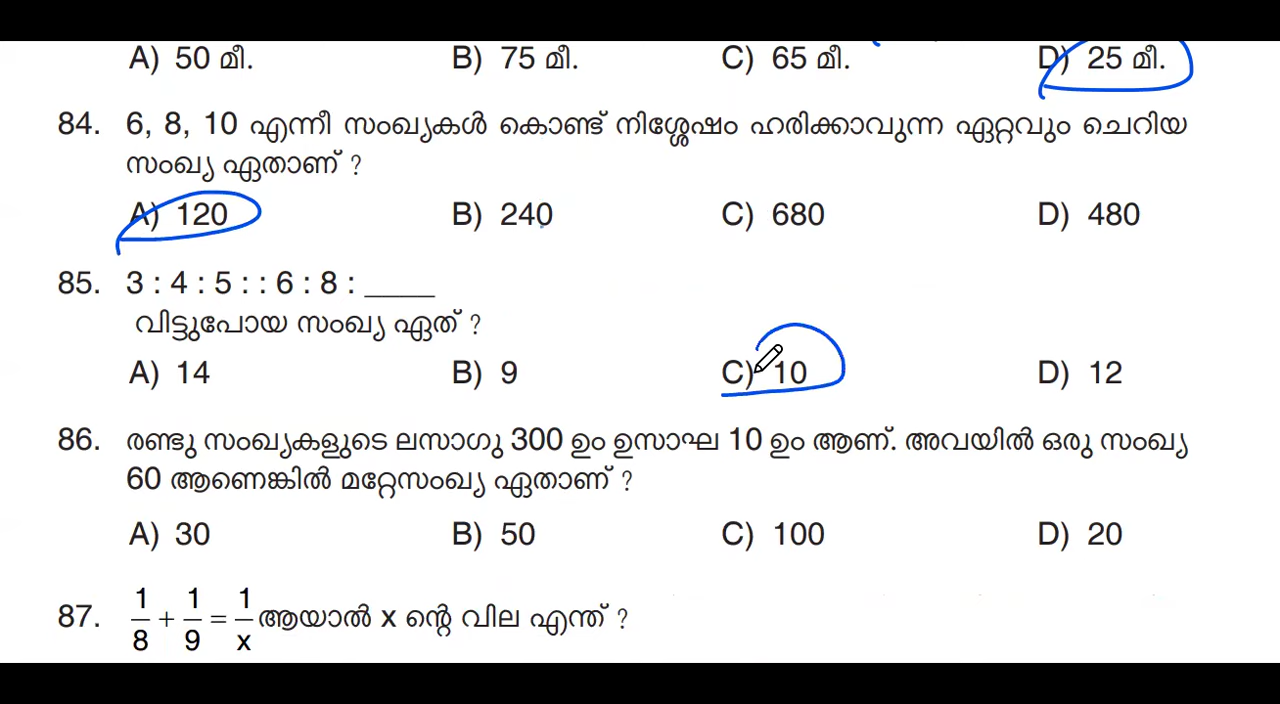 A) 50 മീ. B) 75 മീ. C) 65 മീ. D) 25 മീ.
84. 6, 8, 10 എന്നീ സംഖ്യകൾ കൊണ്ട് നിശ്ശേഷം ഹരിക്കാവുന്ന ഏറ്റവും ചെറിയ
സംഖ്യ ഏതാണ് ?
A) 120 B) 240 C) 680 D) 480
85. 3 : 4 : 5 : : 6 : 8 : ____
വിട്ടുപോയ സംഖ്യ ഏത് ?
A) 14 B) 9 C) 10 D) 12
86. രണ്ടു സംഖ്യകളുടെ ലസാഗു 300 ഉം ഉസാഘ 10 ഉം ആണ്. അവയിൽ ഒരു സംഖ്യ
60 ആണെങ്കിൽ മറ്റേസംഖ്യ ഏതാണ് ?
A) 30 B) 50 C) 100 D) 20
87. 1/8 + 1/9 = 1/x ആയാൽ x ന്റെ വില എന്ത് ?